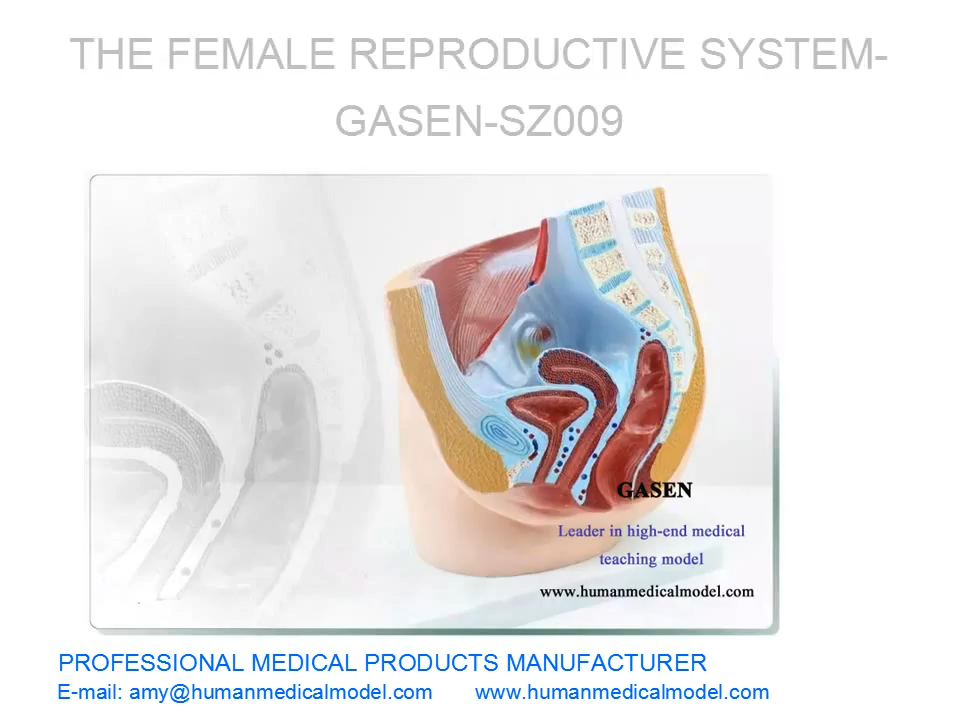 THE FEMALE REPRODUCTIVE SYSTEM-
GASEN-SZ009
GASEN
Leader in high-end medical
teaching model
www.humanmedicalmodel.com
PROFESSIONAL MEDICAL PRODUCTS MANUFACTURER
E-mail: amy@humanmedicalmodel.com www.humanmedicalmodel.com